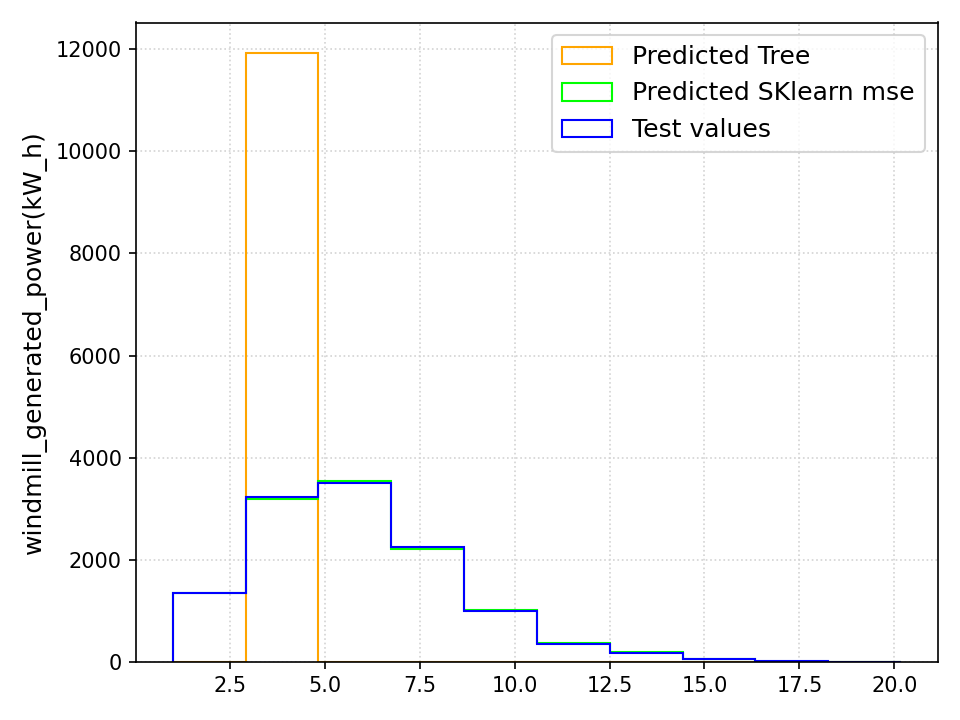 12000
10000
8000
6000
4000
2000
0
windmill_generated_power(kW_h)
Predicted Tree
Predicted SKlearn mse
Test values
2.5 5.0 7.5 10.0 12.5 15.0 17.5 20.0